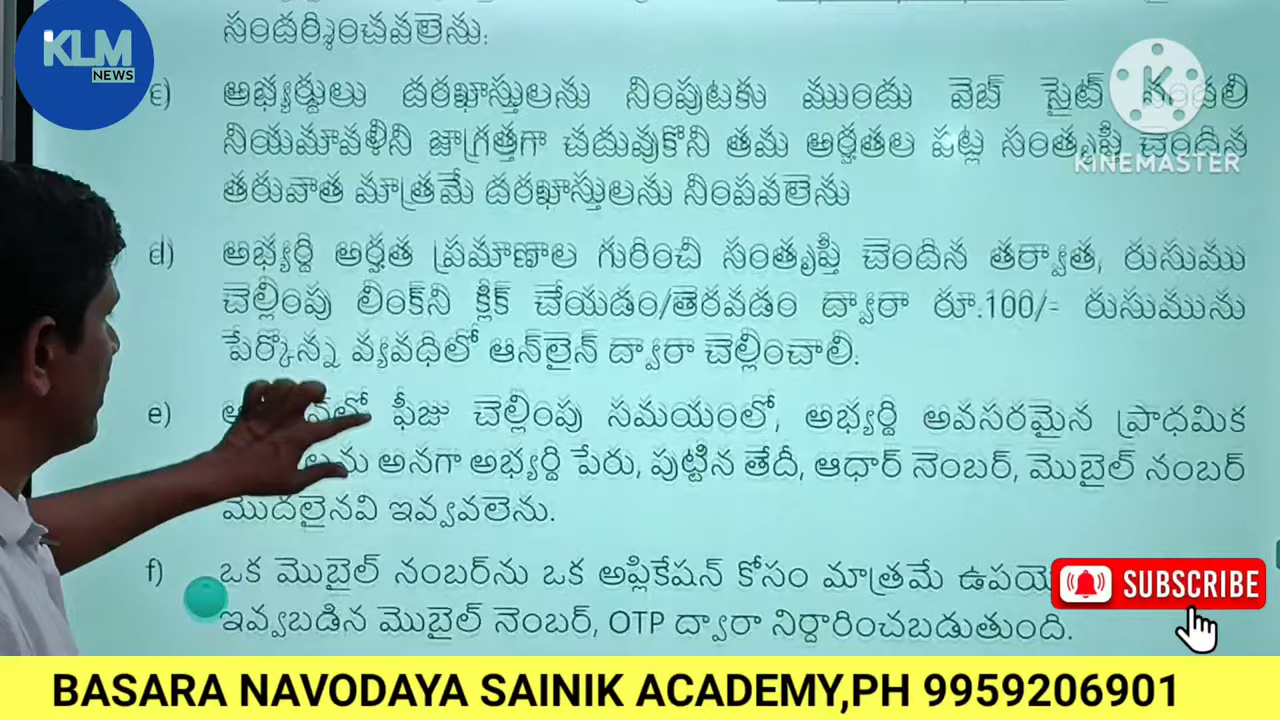 KLM
NEWS
సందర్శించవలెను.
c) అభ్యర్థులు దరఖాస్తులను నింపుటకు ముందు వెబ్ సైట్
నియమావళిని జాగ్రత్తగా చదువుకొని తమ అర్హతల పట్ల సంతృప్తి చెందిన
KINEMASTER
తరువాత మాత్రమే దరఖాస్తులను నింపవలెను
d) అభ్యర్థి అర్హత ప్రమాణాల గురించి సంతృప్తి చెందిన తర్వాత, రుసుము
చెల్లింపు లింక్‌ని క్లిక్ చేయడం/తెరవడం ద్వారా రూ.100/- రుసుమును
పేర్కొన్న వ్యవధిలో ఆన్‌లైన్ ద్వారా చెల్లించాలి.
e) ఫీజు చెల్లింపు సమయంలో, అభ్యర్థి అవసరమైన ప్రాధమిక
అనగా అభ్యర్థి పేరు, పుట్టిన తేదీ, ఆధార్ నెంబర్, మొబైల్ నంబర్
మొదలైనవి ఇవ్వవలెను.
f) ఒక మొబైల్ నంబర్‌ను ఒక అప్లికేషన్ కోసం మాత్రమే
SUBSCRIBE
ఇవ్వబడిన మొబైల్ నెంబర్, OTP ద్వారా నిర్ధారించబడుతుంది.
BASARA NAVODAYA SAINIK ACADEMY,PH 9959206901